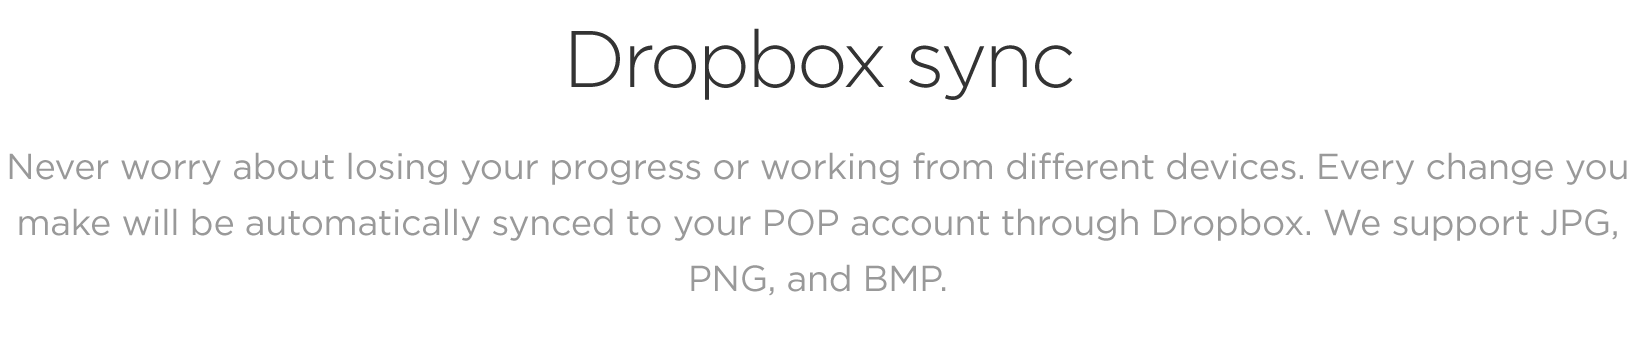 Dropbox sync
Never worry about losing your progress or working from different devices. Every change you
make will be automatically synced to your POP account through Dropbox. We support JPG,
PNG, and BMP.